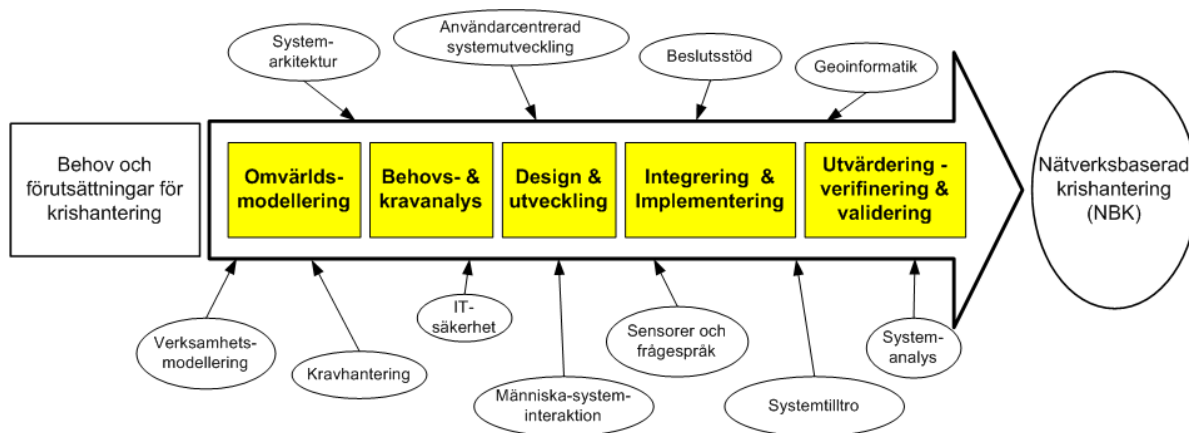 System-
arkitektur
Användarcentrerad
systemutveckling
Beslutsstöd
Geoinformatik
Behov och
förutsättningar för
krishantering
Omvärlds-
modellering
Behovs- &
kravanalys
Design &
utveckling
Integrering &
Implementering
Utvärdering -
verifinering &
validering
Nätverksbaserad
krishantering
(NBK)
Verksamhets-
modellering
Kravhantering
IT-
säkerhet
Människa-system-
interaktion
Sensorer och
frågespråk
Systemtilltro
System-
analys